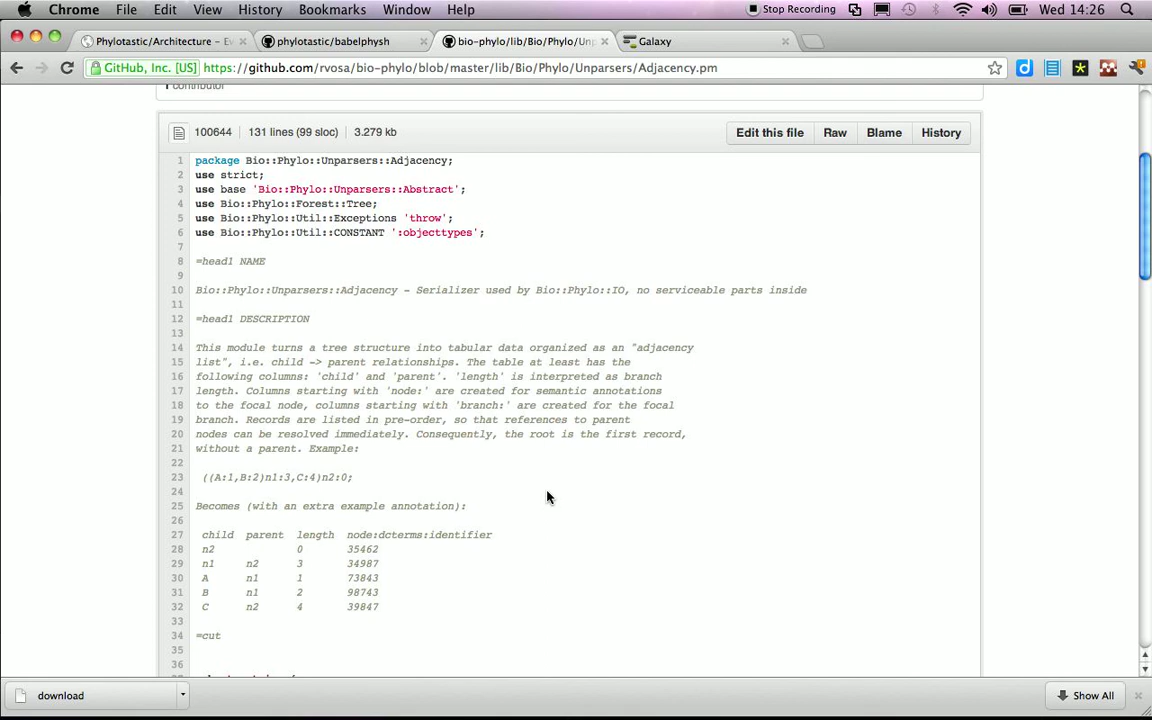 Chrome File Edit View History Bookmarks Window Help Stop Recording Wed 14:26
Phylotastic/Architecture - Ev phylotastic/babelphysh bio-phylo/lib/Bio/Phylo/Unp Galaxy
GitHub, Inc. [US] https://github.com/rvosa/bio-phylo/blob/master/lib/Bio/Phylo/Unparsers/Adjacency.pm
1 contributor
100644 131 lines (99 sloc) 3.279 kb Edit this file Raw Blame History
1 package Bio::Phylo::Unparsers::Adjacency;
2 use strict;
3 use base 'Bio::Phylo::Unparsers::Abstract';
4 use Bio::Phylo::Forest::Tree;
5 use Bio::Phylo::Util::Exceptions 'throw';
6 use Bio::Phylo::Util::CONSTANT ':objecttypes';
7
8 =head1 NAME
9
10 Bio::Phylo::Unparsers::Adjacency - Serializer used by Bio::Phylo::IO, no serviceable parts inside
11
12 =head1 DESCRIPTION
13
14 This module turns a tree structure into tabular data organized as an "adjacency
15 list", i.e. child -> parent relationships. The table at least has the
16 following columns: 'child' and 'parent'. 'length' is interpreted as branch
17 length. Columns starting with 'node:' are created for semantic annotations
18 to the focal node, columns starting with 'branch:' are created for the focal
19 branch. Records are listed in pre-order, so that references to parent
20 nodes can be resolved immediately. Consequently, the root is the first record,
21 without a parent. Example:
22
23 ((A:1,B:2)n1:3,C:4)n2:0;
24
25 Becomes (with an extra example annotation):
26
27 child parent length node:dcterms:identifier
28 n2 0 35462
29 n1 n2 3 34987
30 A n1 1 73843
31 B n1 2 98743
32 C n2 4 39847
33
34 =cut
35
36
download Show All